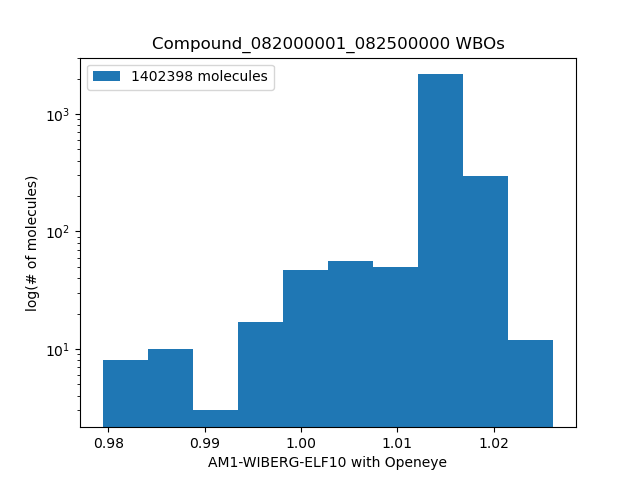 Compound_082000001_082500000 WBOs
1402398 molecules
log(# of molecules)
10³
10²
10¹
0.98 0.99 1.00 1.01 1.02
AM1-WIBERG-ELF10 with Openeye